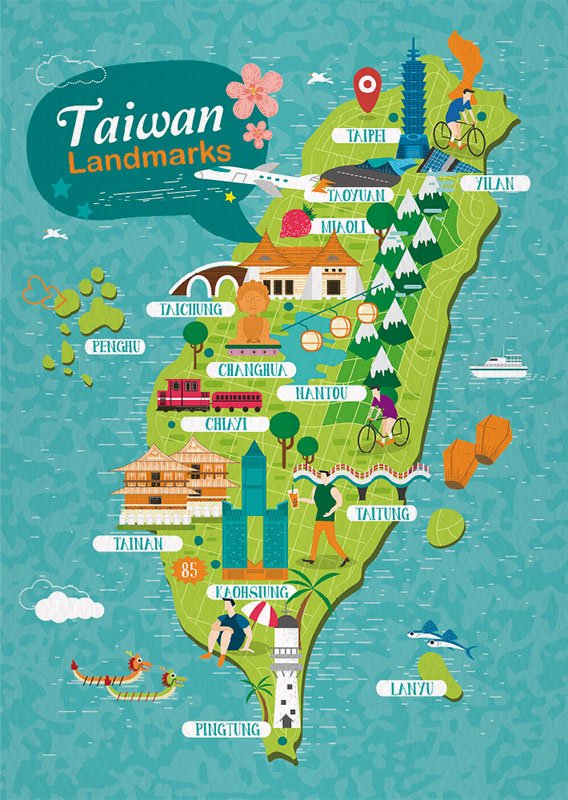 Taiwan
Landmarks
TAIPEI
YILAN
TAOYUAN
MIAOLI
TAICHUNG
PENGHU
CHANGHUA
NANTOU
CHIAYI
TAITUNG
TAINAN
85
KAOHSIUNG
LANYU
PINGTUNG